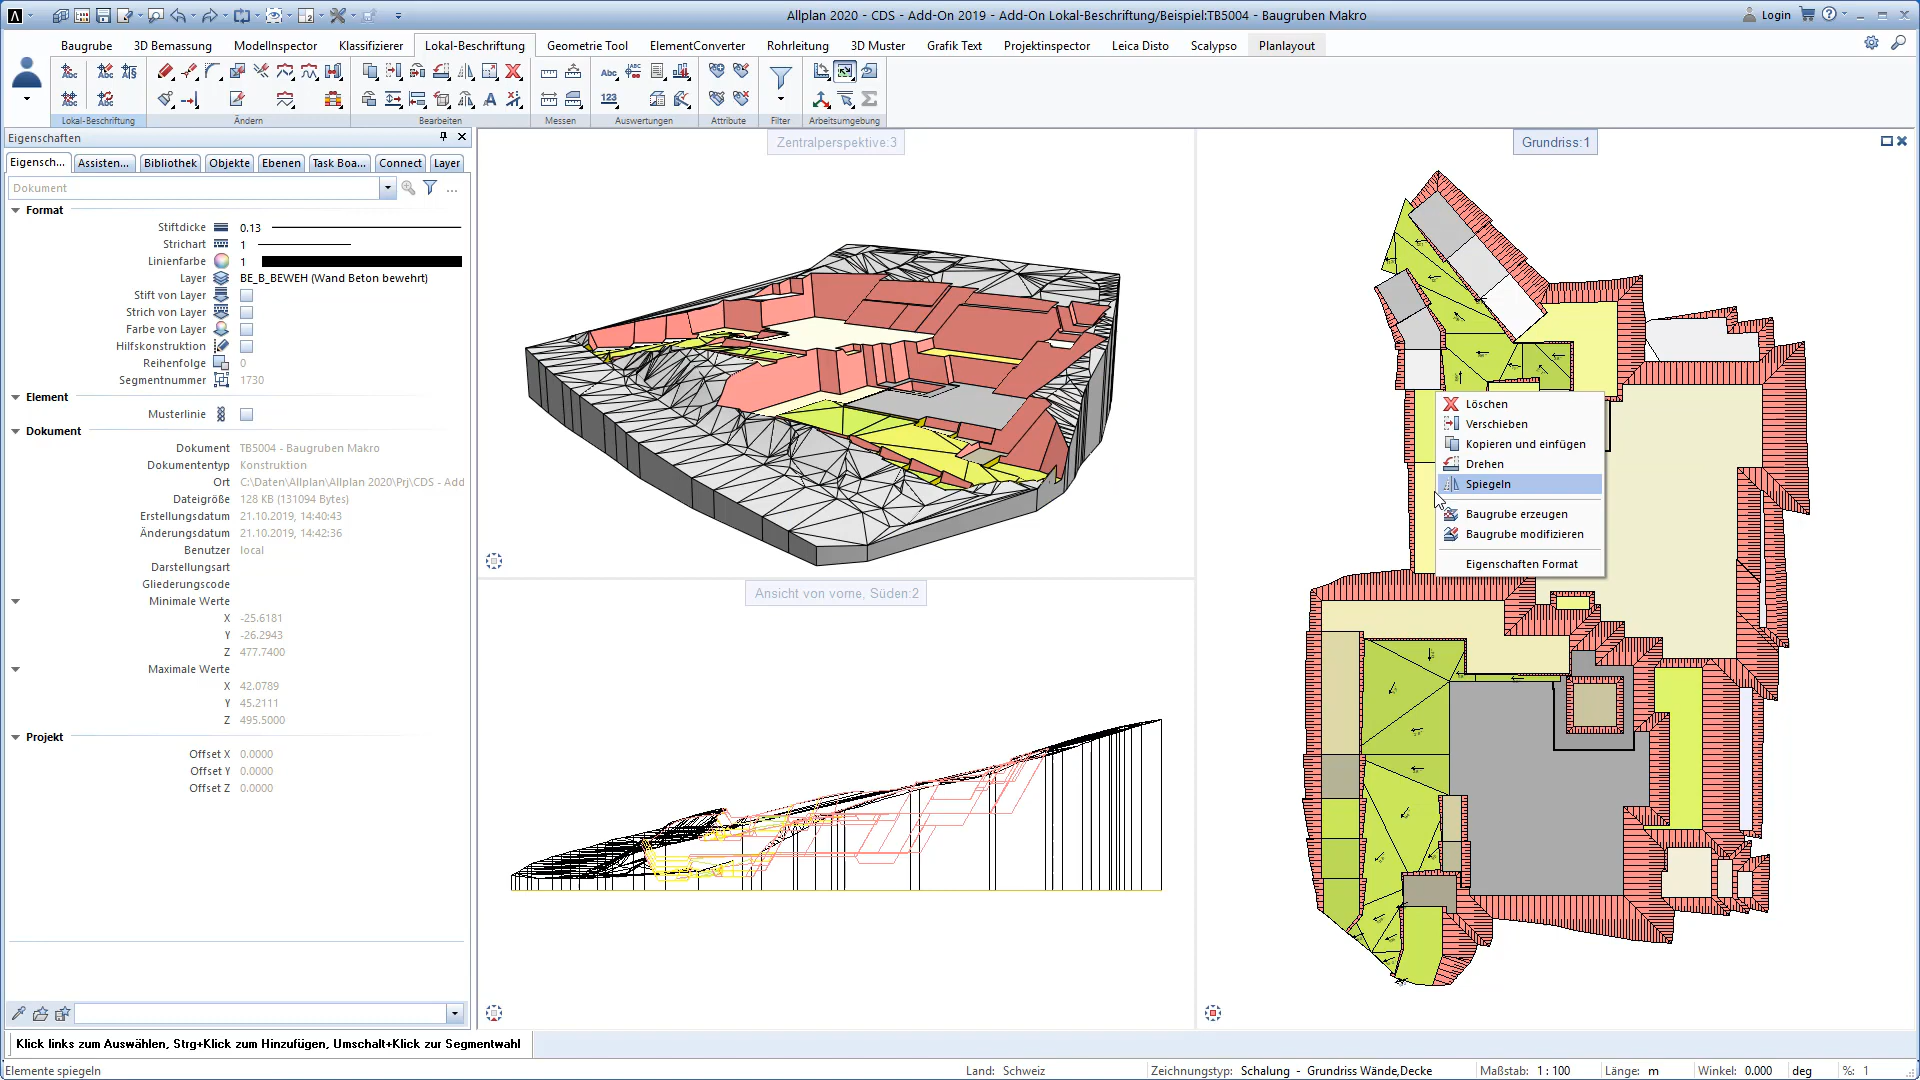 Allplan 2020 - CDS - Add-On 2019 - Add-On Lokal-Beschriftung/Beispiel:TB5004 - Baugruben Makro
Login
Baugrube
3D Bemassung
ModelInspector
Klassifizierer
Lokal-Beschriftung
Geometrie Tool
ElementConverter
Rohrleitung
3D Muster
Grafik Text
Projektinspector
Leica Disto
Scalypso
Planlayout
Lokal-Beschriftung
Ändern
Bearbeiten
Messen
Auswertungen
Attribute
Filter
Arbeitsumgebung
Eigenschaften
Eigensch...
Assisten...
Bibliothek
Objekte
Ebenen
Task Boa...
Connect
Layer
Dokument
Format
Stiftdicke 0.13
Strichart 1
Linienfarbe 1
Layer BE_B_BEWEH (Wand Beton bewehrt)
Stift von Layer
Strich von Layer
Farbe von Layer
Hilfskonstruktion
Reihenfolge 0
Segmentnummer 1730
Element
Musterlinie
Dokument
Dokument TB5004 - Baugruben Makro
Dokumententyp Konstruktion
Ort C:\Daten\Allplan\Allplan 2020\Prj\CDS - Add
Dateigröße 128 KB (131094 Bytes)
Erstellungsdatum 21.10.2019, 14:40:43
Änderungsdatum 21.10.2019, 14:42:36
Benutzer local
Darstellungsart
Gliederungscode
Minimale Werte
X -25.6181
Y -26.2943
Z 477.7400
Maximale Werte
X 42.0789
Y 45.2111
Z 495.5000
Projekt
Offset X 0.0000
Offset Y 0.0000
Offset Z 0.0000
Zentralperspektive:3
Ansicht von vorne, Süden:2
Grundriss:1
Löschen
Verschieben
Kopieren und einfügen
Drehen
Spiegeln
Baugrube erzeugen
Baugrube modifizieren
Eigenschaften Format
Klick links zum Auswählen, Strg+Klick zum Hinzufügen, Umschalt+Klick zur Segmentwahl
Elemente spiegeln
Land: Schweiz
Zeichnungstyp: Schalung - Grundriss Wände,Decke
Maßstab: 1 : 100
Länge: m
Winkel: 0.000 deg
%: 1